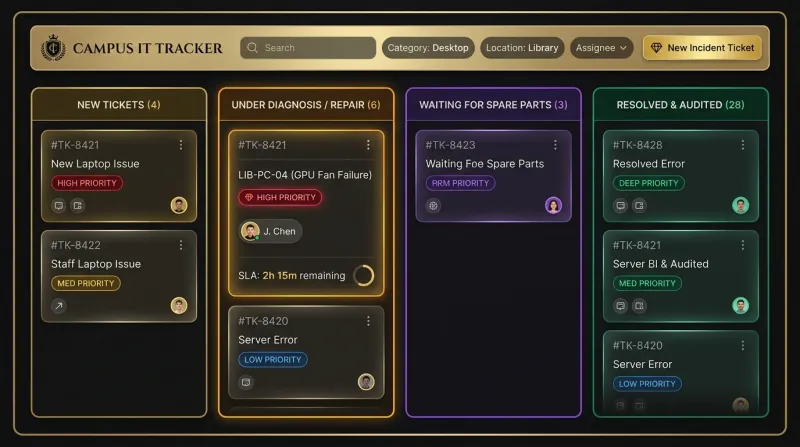 CAMPUS IT TRACKER
Search
Category: Desktop
Location: Library
Assignee
New Incident Ticket
NEW TICKETS (4)
#TK-8421
New Laptop Issue
HIGH PRIORITY
#TK-8422
Staff Laptop Issue
MED PRIORITY
UNDER DIAGNOSIS / REPAIR (6)
#TK-8421
LIB-PC-04 (GPU Fan Failure)
HIGH PRIORITY
J. Chen
SLA: 2h 15m remaining
#TK-8420
Server Error
LOW PRIORITY
WAITING FOR SPARE PARTS (3)
#TK-8423
Waiting Foe Spare Parts
RRM PRIORITY
RESOLVED & AUDITED (28)
#TK-8428
Resolved Error
DEEP PRIORITY
#TK-8421
Server BI & Audited
MED PRIORITY
#TK-8420
Server Error
LOW PRIORITY